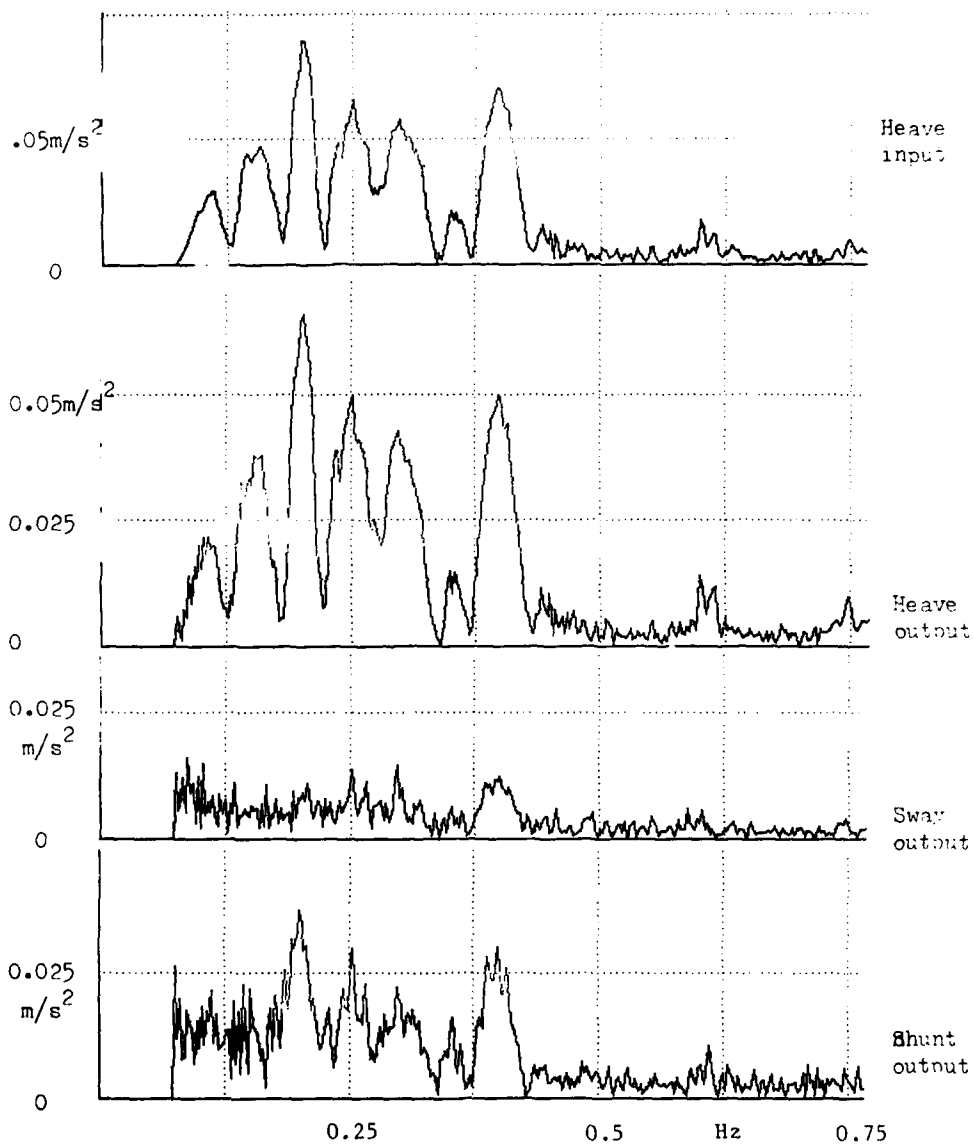 .05m/s²
Heave
input
0
0.05m/s²
0.025
Heave
output
0
0.025
m/s²
Sway
output
0
0.025
m/s²
Shunt
output
0
0.25
0.5
Hz
0.75